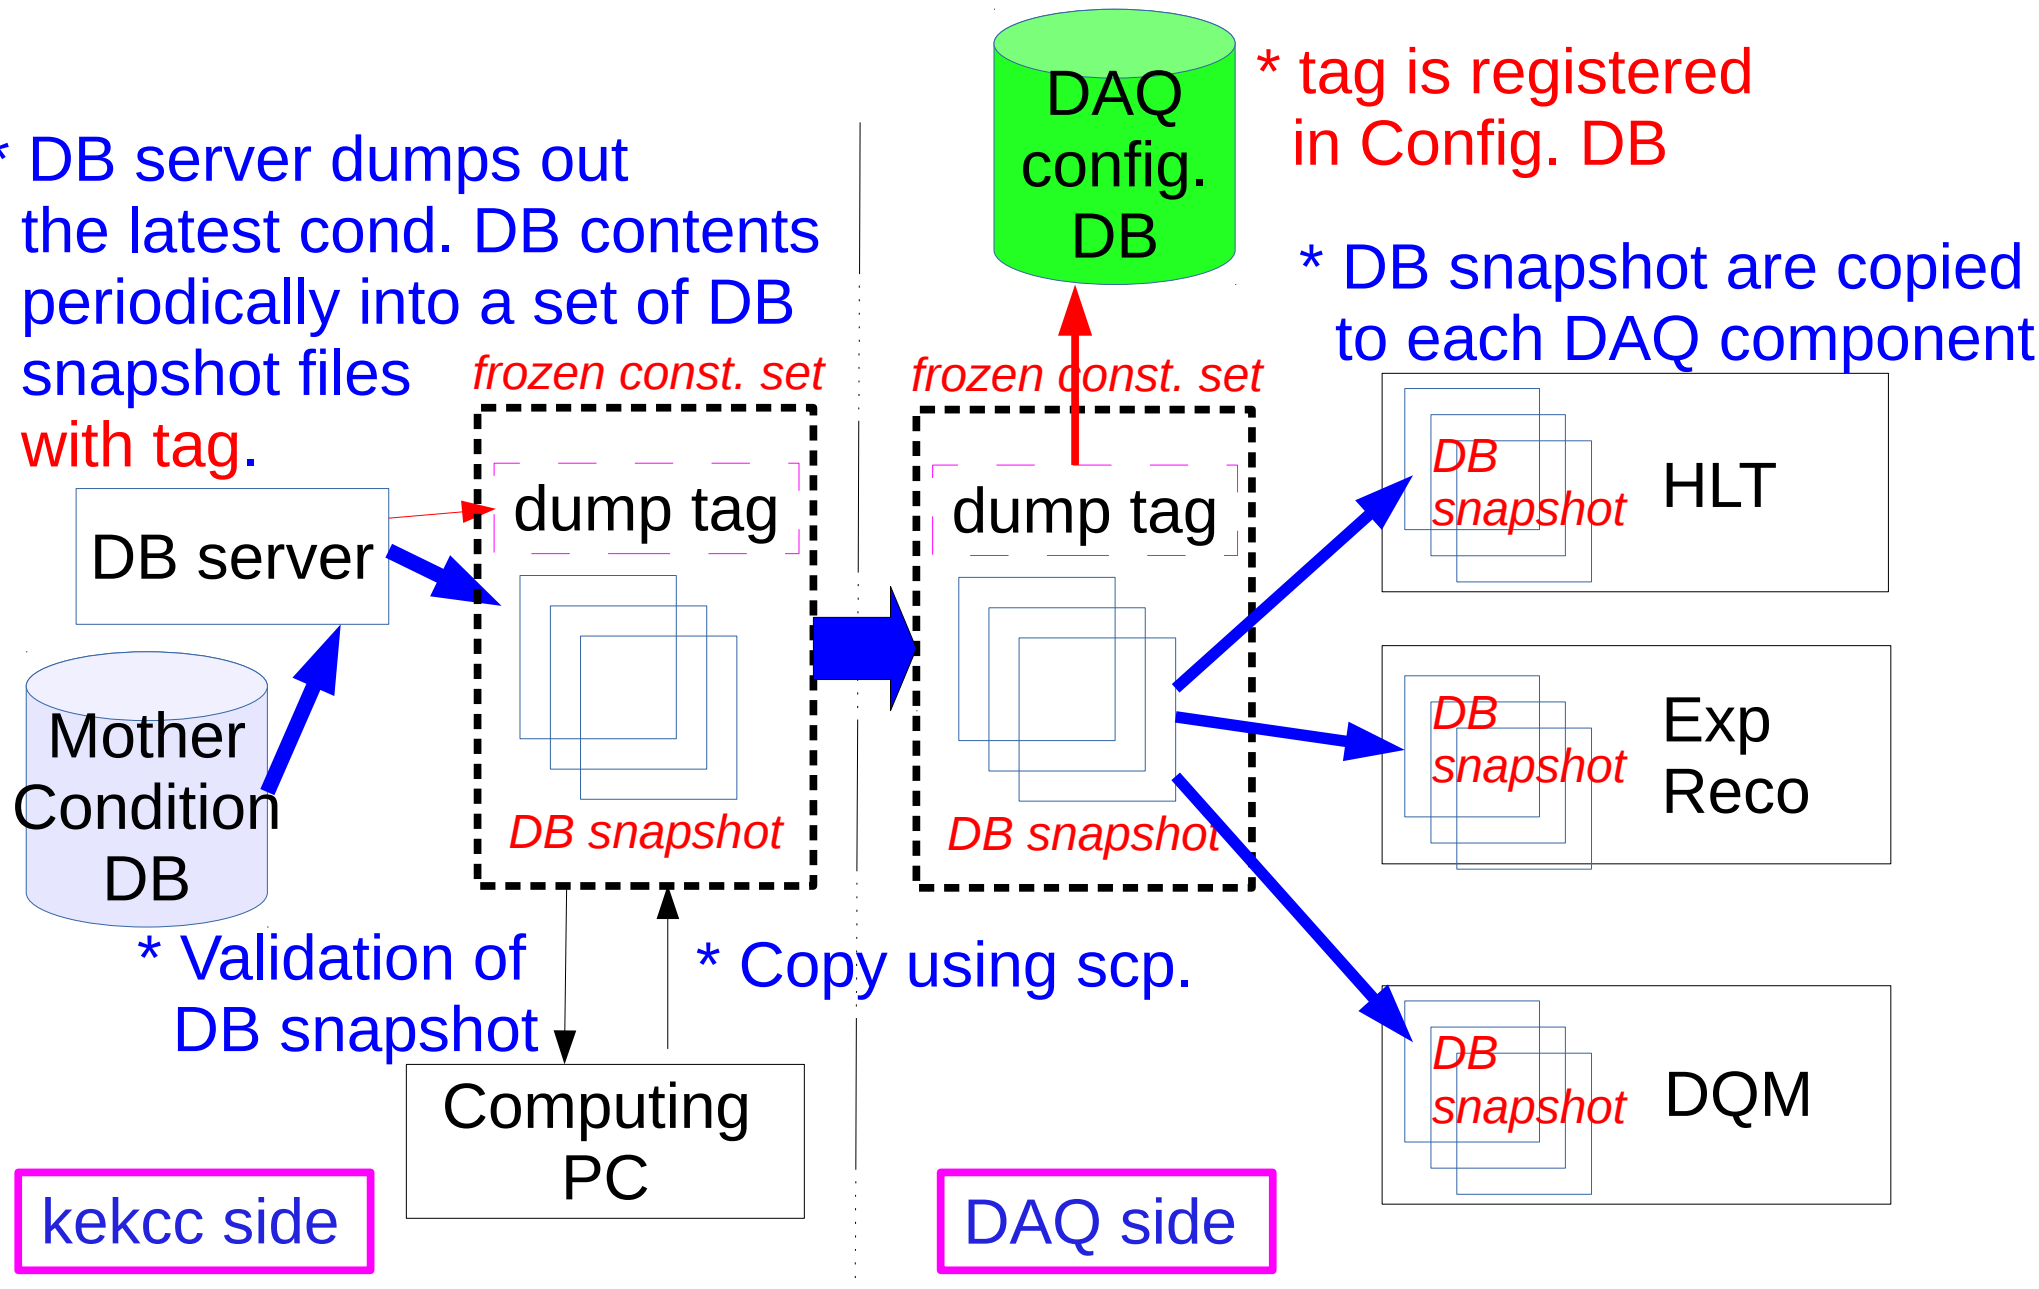 DAQ
config.
DB
* tag is registered
in Config. DB
* DB server dumps out
the latest cond. DB contents
periodically into a set of DB
snapshot files
with tag.
* DB snapshot are copied
to each DAQ component
frozen const. set
frozen const. set
dump tag
dump tag
DB server
DB
snapshot
HLT
Mother
Condition
DB
DB snapshot
DB snapshot
DB
snapshot
Exp
Reco
* Validation of
DB snapshot
* Copy using scp.
DB
snapshot
DQM
Computing
PC
kekcc side
DAQ side